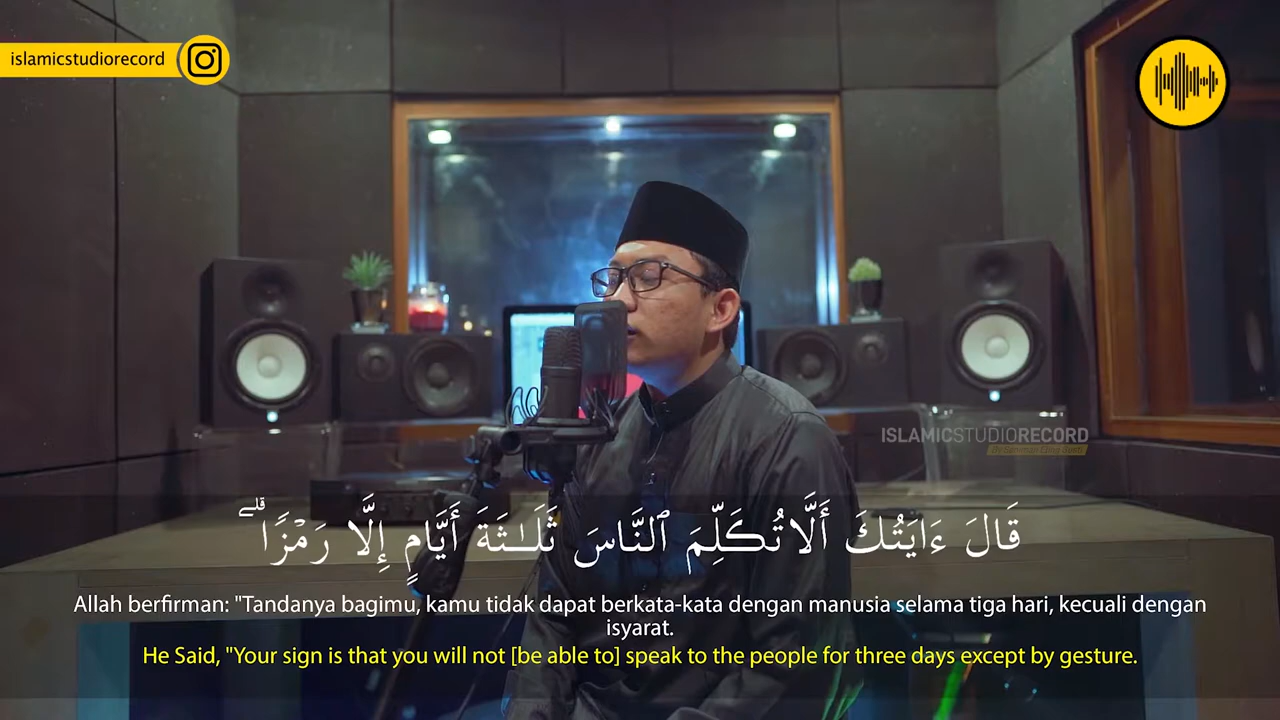 islamicstudiorecord
ISLAMICSTUDIORECORD
قَالَ ءَايَتُكَ أَلَّا تُكَلِّمَ ٱلنَّاسَ ثَلَـٰثَةَ أَيَّامٍ إِلَّا رَمْزًا ۗ
Allah berfirman: "Tandanya bagimu, kamu tidak dapat berkata-kata dengan manusia selama tiga hari, kecuali dengan
isyarat.
He Said, "Your sign is that you will not [be able to] speak to the people for three days except by gesture.